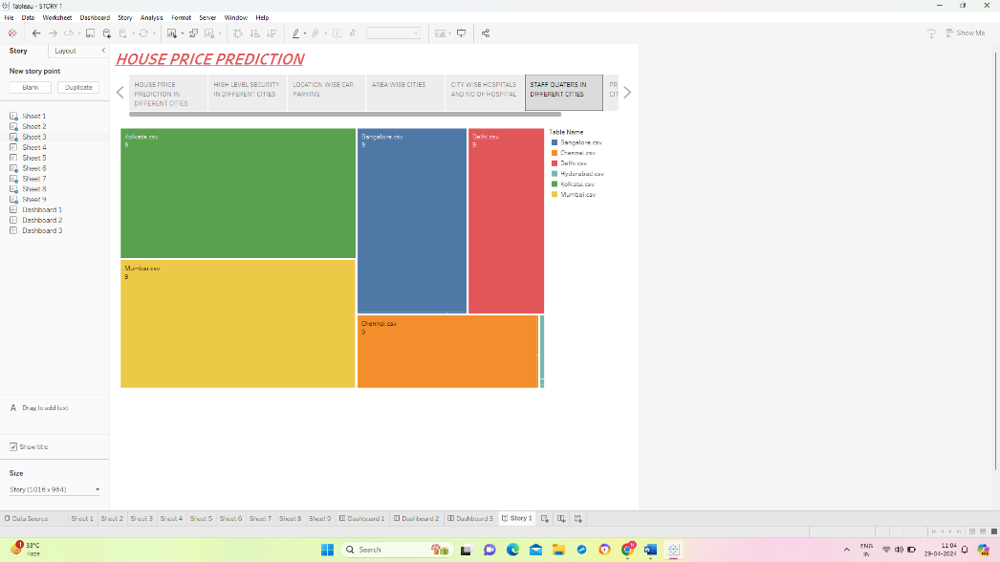 Tableau - STORY 1
File Data Worksheet Dashboard Story Analysis Format Server Window Help
Show Me
Story Layout
New story point
Blank Duplicate
Sheet 1
Sheet 2
Sheet 3
Sheet 4
Sheet 5
Sheet 6
Sheet 7
Sheet 8
Sheet 9
Dashboard 1
Dashboard 2
Dashboard 3
A Drag to add text
Show title
Size
Story (1016 x 964)
HOUSE PRICE PREDICTION
HOUSE PRICE
PREDICTION IN
DIFFERENT CITIES
HIGH LEVEL SECURITY
IN DIFFERENT CITIES
LOCATION WISE CAR
PARKING
AREA WISE CITIES
CITY WISE HOSPITALS
AND NO OF HOSPITAL
STAFF QUATERS IN
DIFFERENT CITIES
Kolkata.csv
9
Mumbai.csv
9
Bangalore.csv
9
Delhi.csv
9
Chennai.csv
9
Table Name
Bangalore.csv
Chennai.csv
Delhi.csv
Hyderabad.csv
Kolkata.csv
Mumbai.csv
Data Source Sheet 1 Sheet 2 Sheet 3 Sheet 4 Sheet 5 Sheet 6 Sheet 7 Sheet 8 Sheet 9 Dashboard 1 Dashboard 2 Dashboard 3 Story 1
33°C
Haze
Search
ENG
IN
11:04
29-04-2024